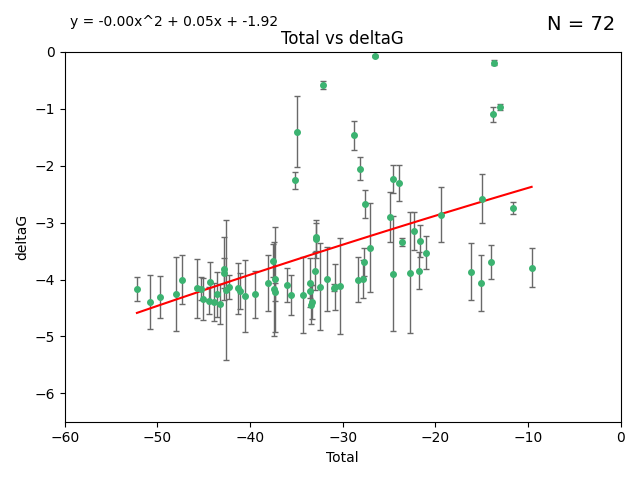 y = -0.00x^2 + 0.05x + -1.92
N = 72
Total vs deltaG
deltaG
0
−1
−2
−3
−4
−5
−6
−60
−50
−40
−30
−20
−10
0
Total